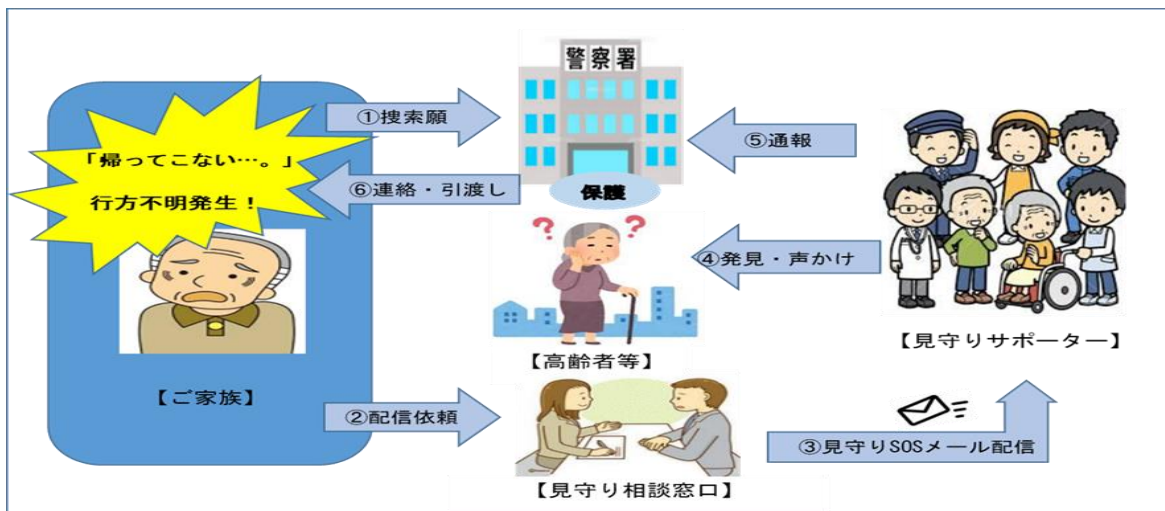 警察署
①捜索願
「帰ってこない…。」
行方不明発生！
⑤通報
⑥連絡・引渡し
保護
④発見・声かけ
【見守りサポーター】
【高齢者等】
【ご家族】
②配信依頼
③見守りSOSメール配信
【見守り相談窓口】